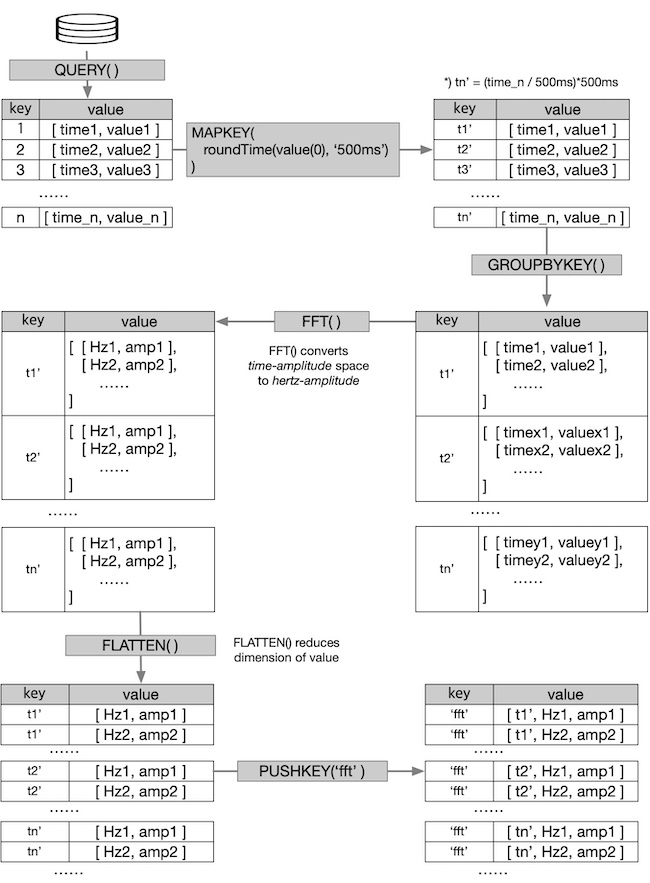 QUERY( )
*) tn’ = (time_n / 500ms)*500ms
key value
1 [ time1, value1 ]
2 [ time2, value2 ]
3 [ time3, value3 ]
……
n [ time_n, value_n ]
MAPKEY(
roundTime(value(0), ‘500ms’)
)
key value
t1’ [ time1, value1 ]
t2’ [ time2, value2 ]
t3’ [ time3, value3 ]
……
tn’ [ time_n, value_n ]
GROUPBYKEY( )
key value
t1’ [ [ time1, value1 ],
[ time2, value2 ],
……
]
t2’ [ [ timex1, valuex1 ],
[ timex2, valuex2 ],
……
]
……
tn’ [ [ timey1, valuey1 ],
[ timey2, valuey2 ],
……
]
FFT( )
FFT() converts
time-amplitude space
to hertz-amplitude
key value
t1’ [ [ Hz1, amp1 ],
[ Hz2, amp2 ],
……
]
t2’ [ [ Hz1, amp1 ],
[ Hz2, amp2 ],
……
]
……
tn’ [ [ Hz1, amp1 ],
[ Hz2, amp2 ],
……
]
FLATTEN( )
FLATTEN() reduces
dimension of value
key value
t1’ [ Hz1, amp1 ]
t1’ [ Hz2, amp2 ]
……
t2’ [ Hz1, amp1 ]
t2’ [ Hz2, amp2 ]
……
tn’ [ Hz1, amp1 ]
tn’ [ Hz2, amp2 ]
……
PUSHKEY(‘fft’ )
key value
‘fft’ [ t1’, Hz1, amp1 ]
‘fft’ [ t1’, Hz2, amp2 ]
……
‘fft’ [ t2’, Hz1, amp1 ]
‘fft’ [ t2’, Hz2, amp2 ]
……
‘fft’ [ tn’, Hz1, amp1 ]
‘fft’ [ tn’, Hz2, amp2 ]
……